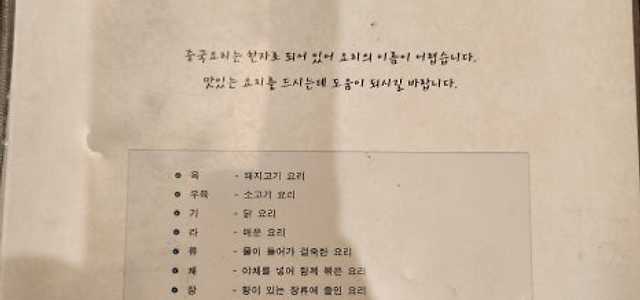 중국요리는 한자로 되어 있어 요리의 이름이 어렵습니다.
맛있는 요리를 드시는데 도움이 되시길 바랍니다.
육 - 돼지고기 요리
우육 - 소고기 요리
기 - 닭 요리
라 - 매운 요리
류 - 물이 들어가 걸죽한 요리
채 - 야채를 넣어 함께 볶은 요리
장 - 향이 있는 장류에 졸인 요리